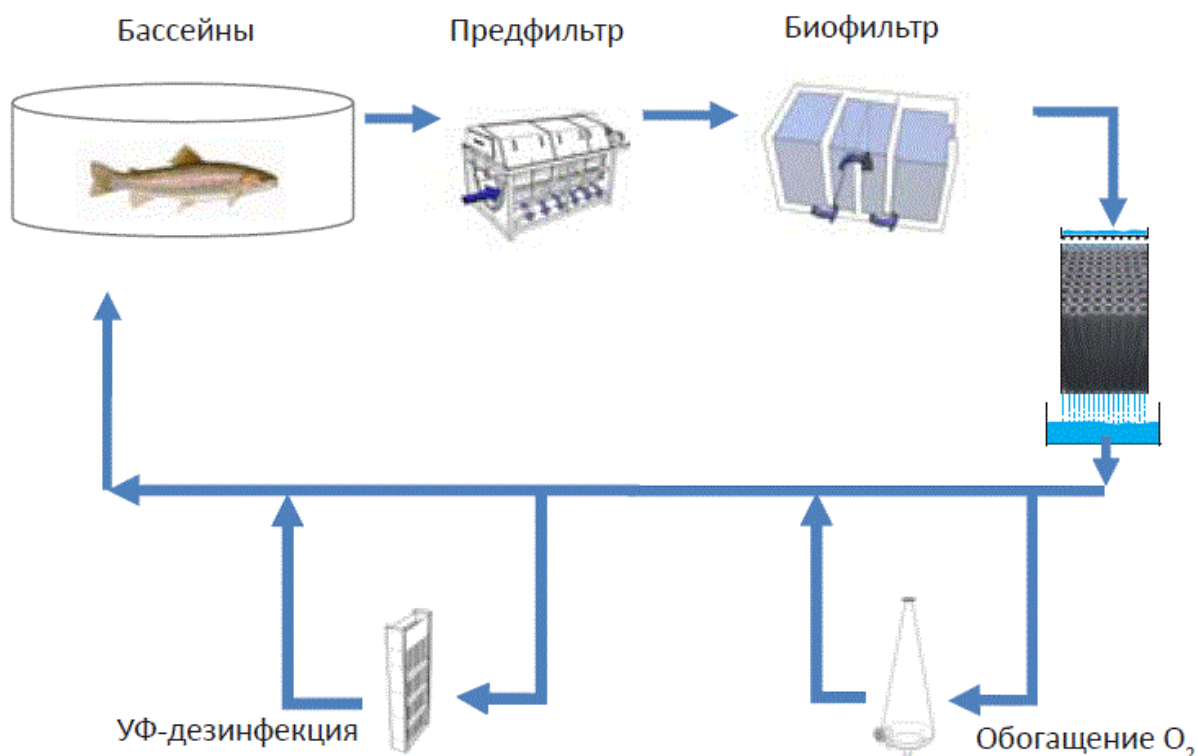 Бассейны
Предфильтр
Биофильтр
УФ-дезинфекция
Обогащение O₂